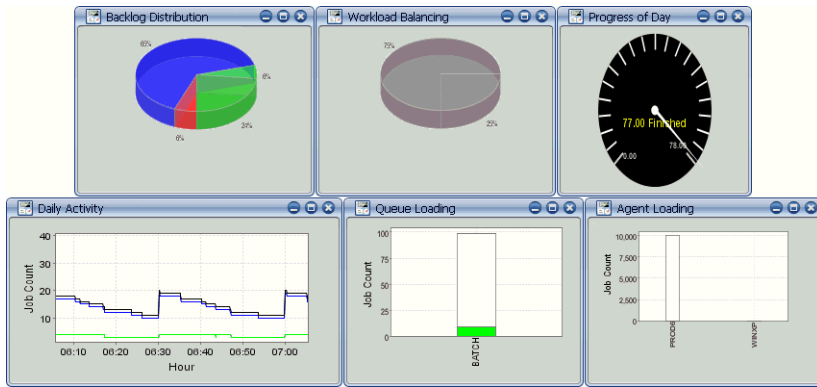 Backlog Distribution
Workload Balancing
Progress of Day
6%
24%
6%
75%
25%
77.00 Finished
0.00
78.00
Daily Activity
Queue Loading
Agent Loading
Job Count
40
30
20
10
06:10
06:20
06:30
06:40
06:50
07:00
Hour
Job Count
100
75
50
25
0
BATCH
Job Count
10,000
7,500
5,000
2,500
0
PROD6
WINXP